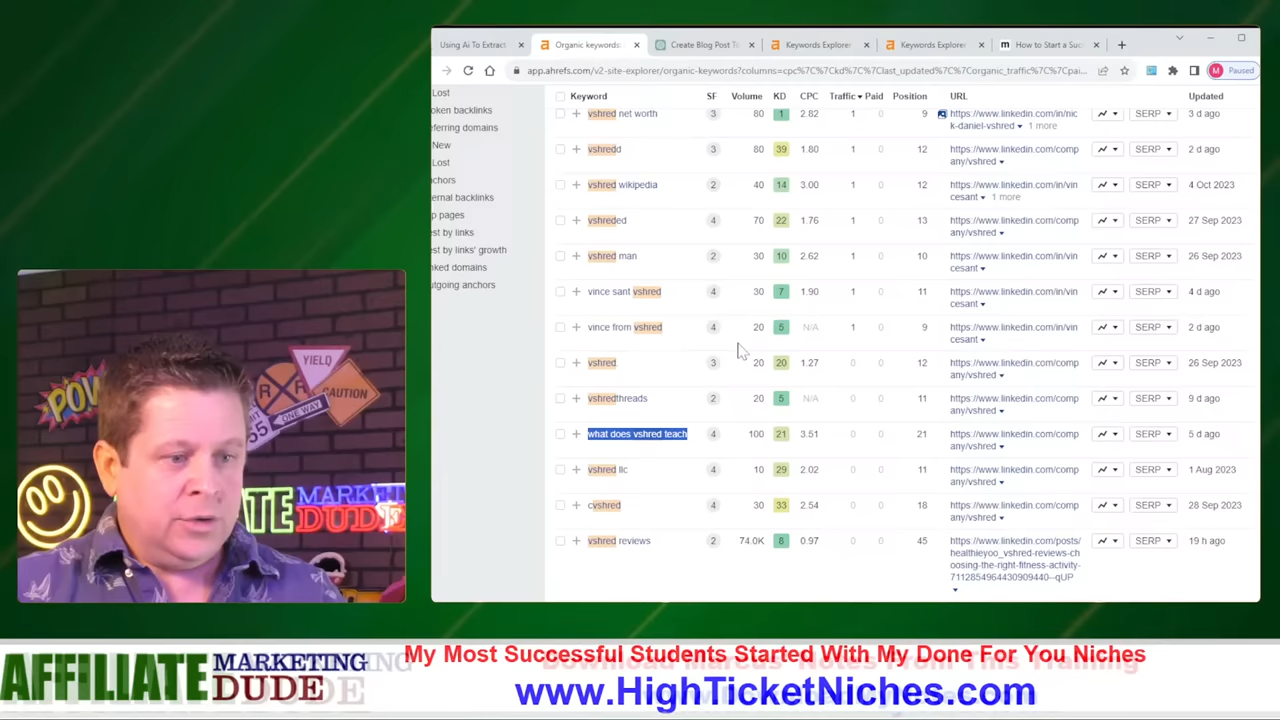 Using Ai To Extract
Organic keywords:
Create Blog Post Ti
Keywords Explorer
Keywords Explorer
How to Start a Suc
app.ahrefs.com/v2-site-explorer/organic-keywords?columns=cpc%7C%7Ckd%7C%7Clast_updated%7C%7Corganic_traffic%7C%7Cpai...
M Paused
Lost
oken backlinks
eferring domains
New
Lost
nchors
ernal backlinks
p pages
est by links
est by links' growth
nked domains
utgoing anchors
Keyword SF Volume KD CPC Traffic Paid Position URL Updated
vshred net worth 3 80 1 2.82 1 0 9 https://www.linkedin.com/in/nic SERP 3 d ago
k-daniel-vshred 1 more
vshredd 3 80 39 1.80 1 0 12 https://www.linkedin.com/comp SERP 2 d ago
any/vshred
vshred wikipedia 2 40 14 3.00 1 0 12 https://www.linkedin.com/in/vin SERP 4 Oct 2023
cesant 1 more
vshreded 4 70 22 1.76 1 0 13 https://www.linkedin.com/comp SERP 27 Sep 2023
any/vshred
vshred man 2 30 10 2.62 1 0 10 https://www.linkedin.com/in/vin SERP 26 Sep 2023
cesant
vince sant vshred 4 30 7 1.90 1 0 11 https://www.linkedin.com/in/vin SERP 4 d ago
cesant
vince from vshred 4 20 5 N/A 1 0 9 https://www.linkedin.com/in/vin SERP 2 d ago
cesant
vshred. 3 20 20 1.27 0 0 12 https://www.linkedin.com/comp SERP 26 Sep 2023
any/vshred
vshredthreads 2 20 5 N/A 0 0 11 https://www.linkedin.com/comp SERP 9 d ago
any/vshred
what does vshred teach 4 100 21 3.51 0 0 21 https://www.linkedin.com/comp SERP 5 d ago
any/vshred
vshred llc 4 10 29 2.02 0 0 11 https://www.linkedin.com/comp SERP 1 Aug 2023
any/vshred
cvshred 4 30 33 2.54 0 0 18 https://www.linkedin.com/comp SERP 28 Sep 2023
any/vshred
vshred reviews 2 74.0K 8 0.97 0 0 45 https://www.linkedin.com/posts/ SERP 19 h ago
healthieyoo_vshred-reviews-ch
oosing-the-right-fitness-activity-
7112854964430909440--qUP
POW
YIELD
R R
CAUTION
ONE WAY
55
ATE MARKETING
DUDE
AFFILIATE MARKETING
DUDE
My Most Successful Students Started With My Done For You Niches
www.HighTicketNiches.com